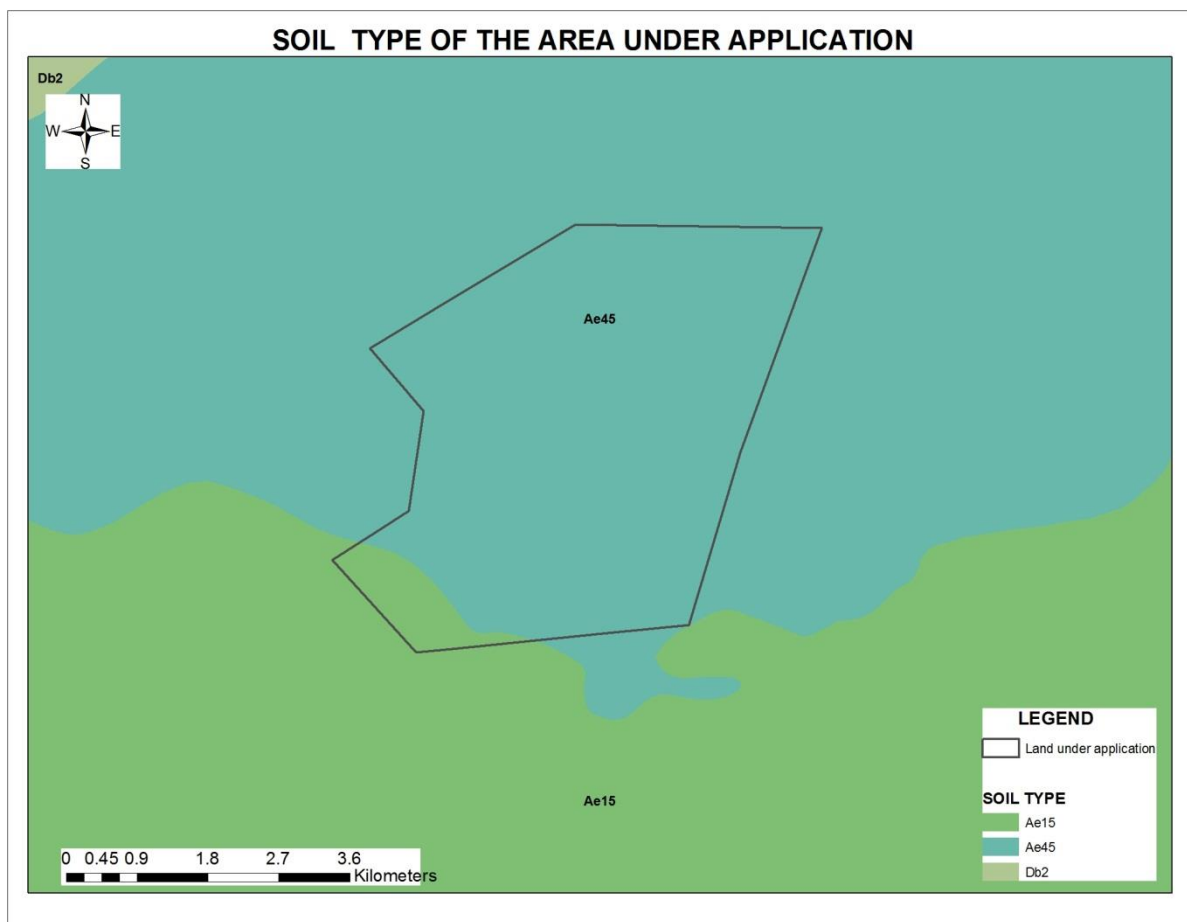 SOIL TYPE OF THE AREA UNDER APPLICATION
Db2
N
W E
S
Ae45
Ae15
LEGEND
Land under application
SOIL TYPE
Ae15
Ae45
Db2
0 0.45 0.9 1.8 2.7 3.6
Kilometers